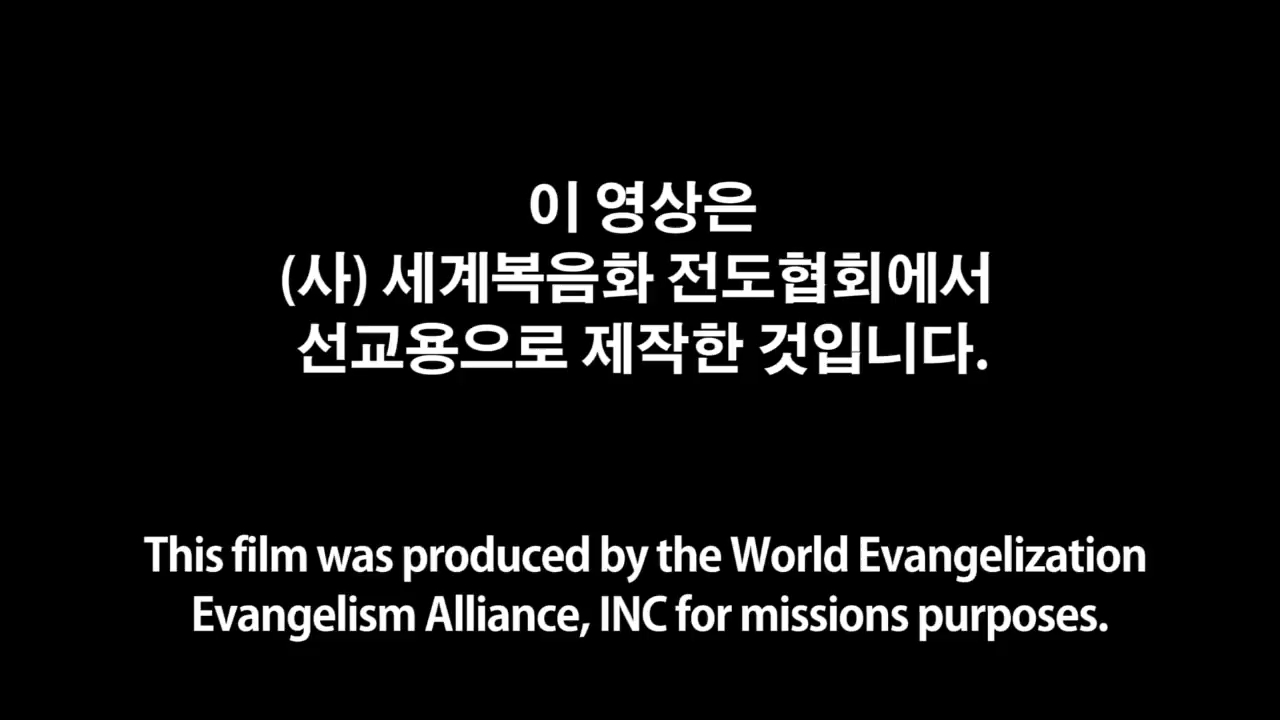 이 영상은
(사) 세계복음화 전도협회에서
선교용으로 제작한 것입니다.
This film was produced by the World Evangelization
Evangelism Alliance, INC for missions purposes.